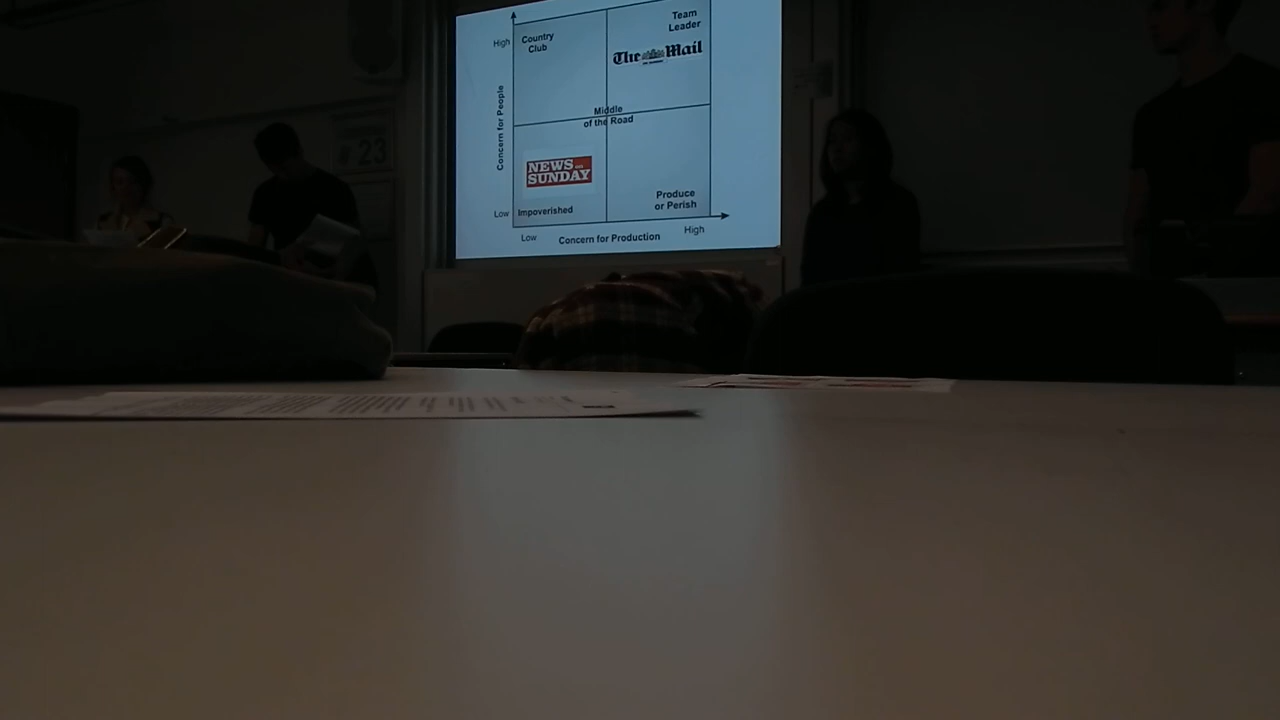 Team
Leader
High
Country
Club
The Mail
Concern for People
Middle
of the Road
NEWS on
SUNDAY
Produce
or Perish
Low
Impoverished
Low
Concern for Production
High
23